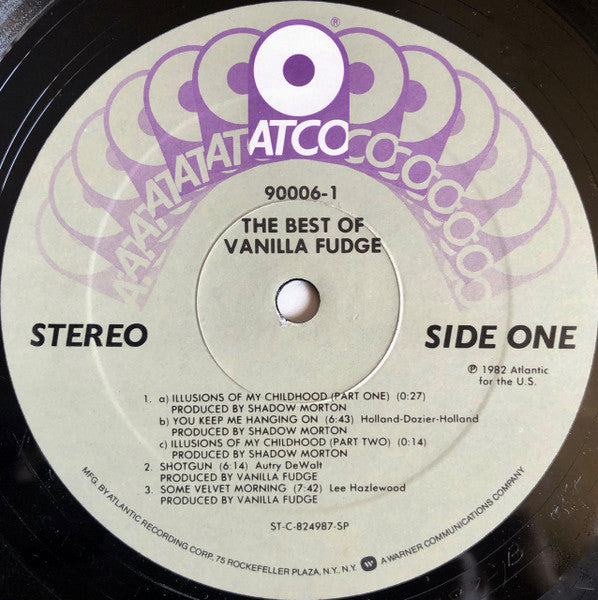 ®
ATCO
90006-1
THE BEST OF
VANILLA FUDGE
STEREO
SIDE ONE
℗ 1982 Atlantic
for the U.S.
1. a) ILLUSIONS OF MY CHILDHOOD (PART ONE) (0:27)
PRODUCED BY SHADOW MORTON
b) YOU KEEP ME HANGING ON (6:43) Holland-Dozier-Holland
PRODUCED BY SHADOW MORTON
c) ILLUSIONS OF MY CHILDHOOD (PART TWO) (0:14)
PRODUCED BY SHADOW MORTON
2. SHOTGUN (6:14) Autry DeWalt
PRODUCED BY VANILLA FUDGE
3. SOME VELVET MORNING (7:42) Lee Hazlewood
PRODUCED BY VANILLA FUDGE
ST-C-824987-SP
MFG. BY ATLANTIC RECORDING CORP., 75 ROCKEFELLER PLAZA, N.Y., N.Y. A WARNER COMMUNICATIONS COMPANY